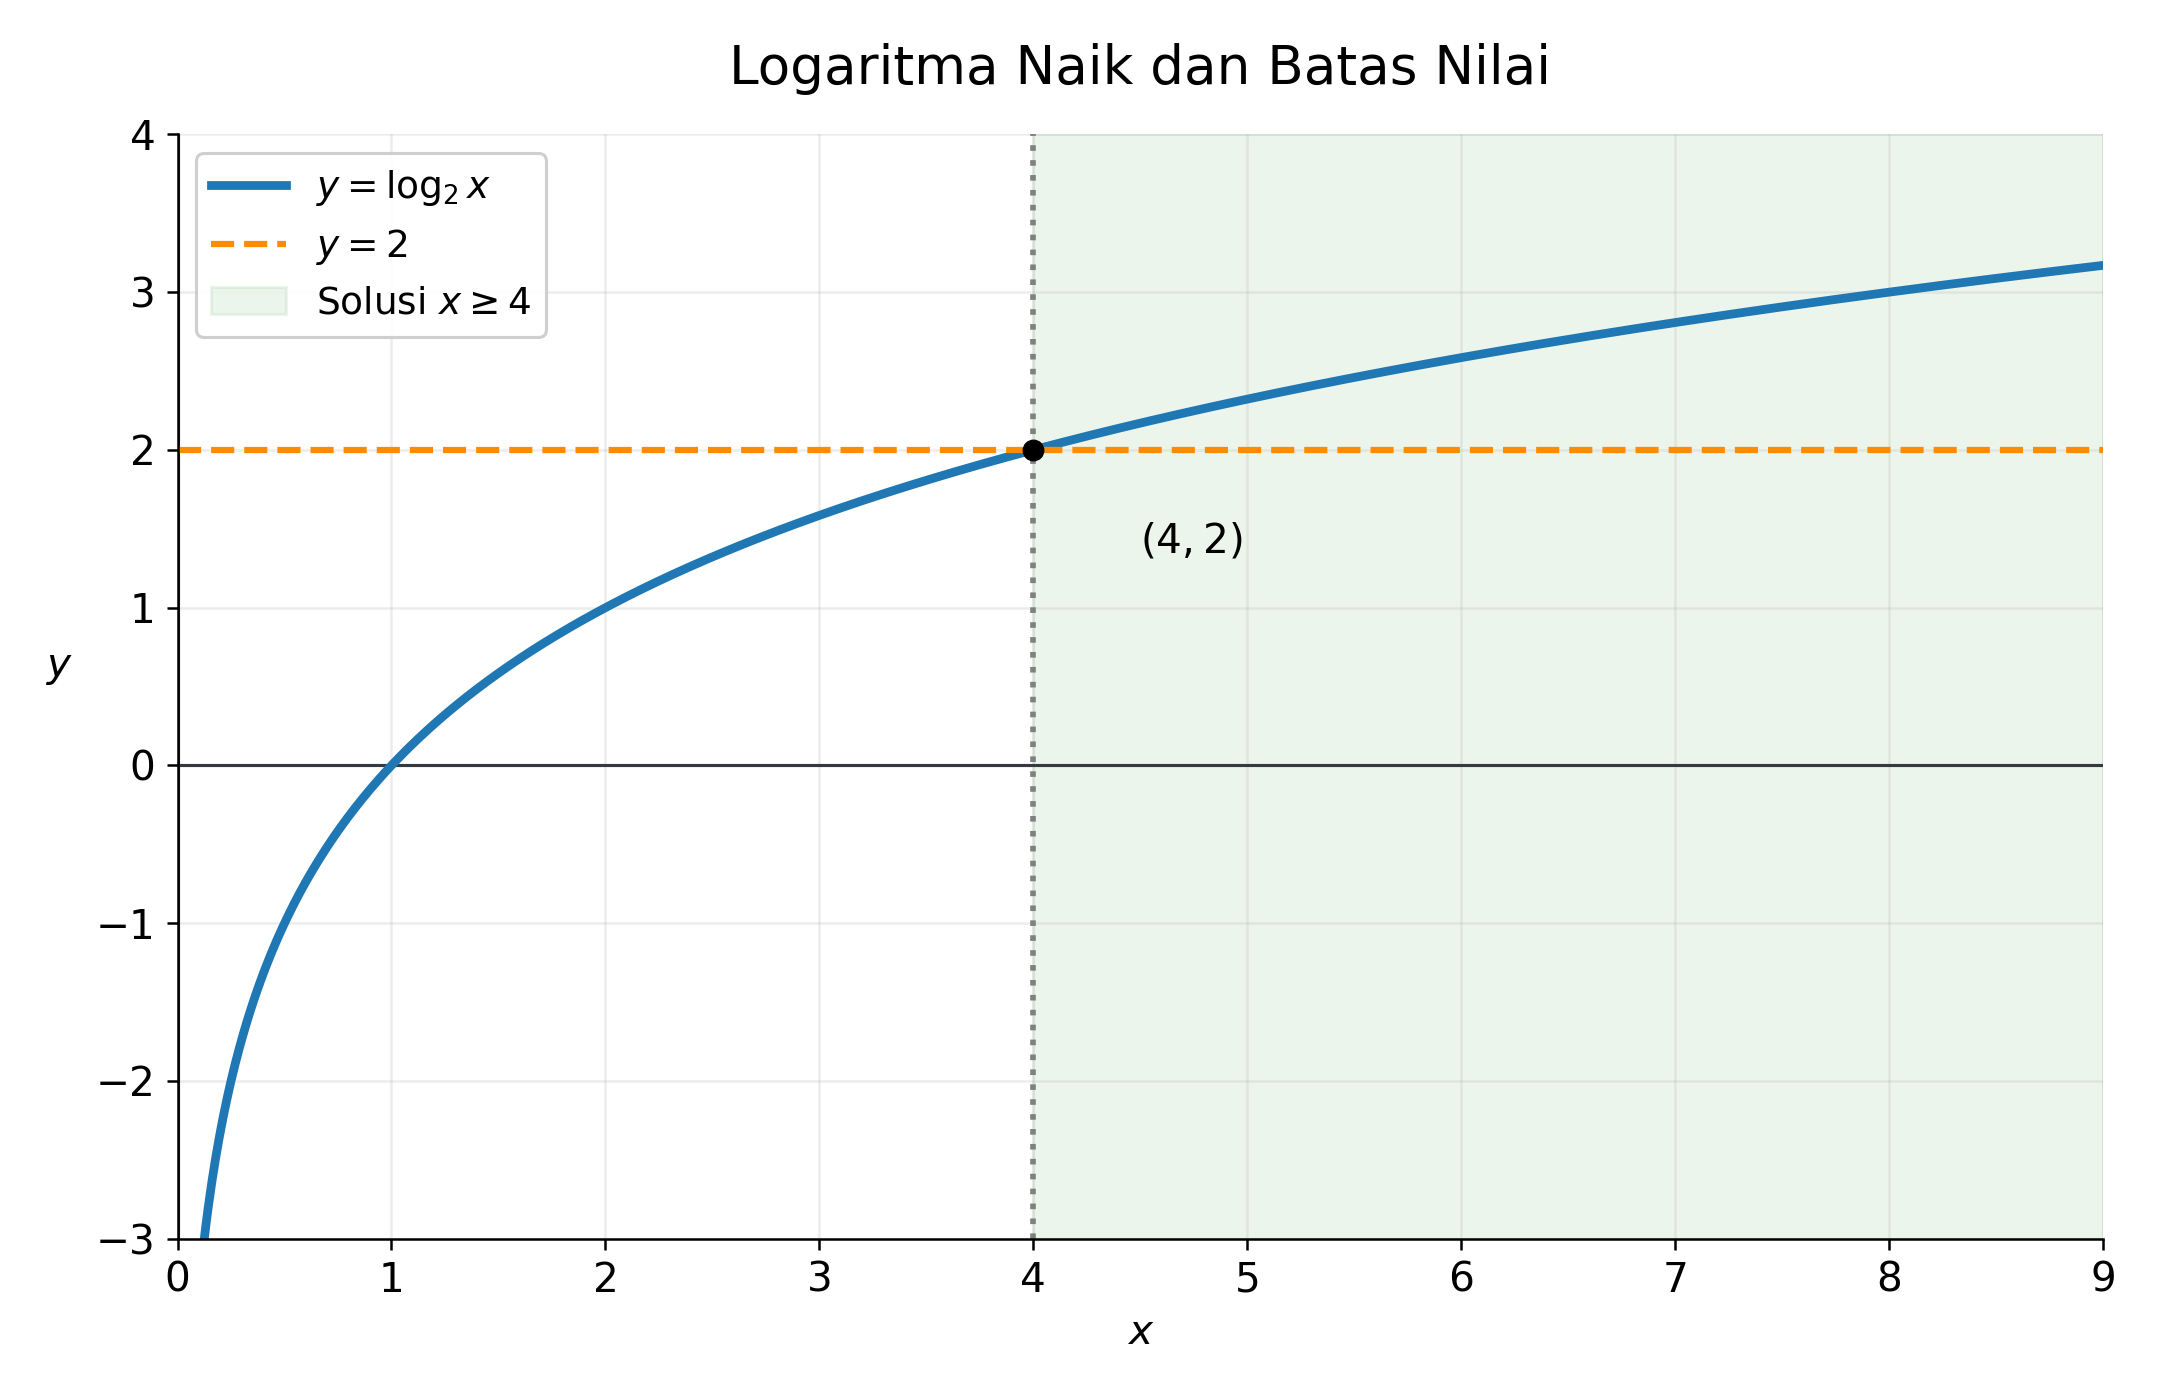 Logaritma Naik dan Batas Nilai
y = log₂ x
y = 2
Solusi x ≥ 4
4
3
2
1
0
−1
−2
−3
y
(4, 2)
0 1 2 3 4 5 6 7 8 9
x